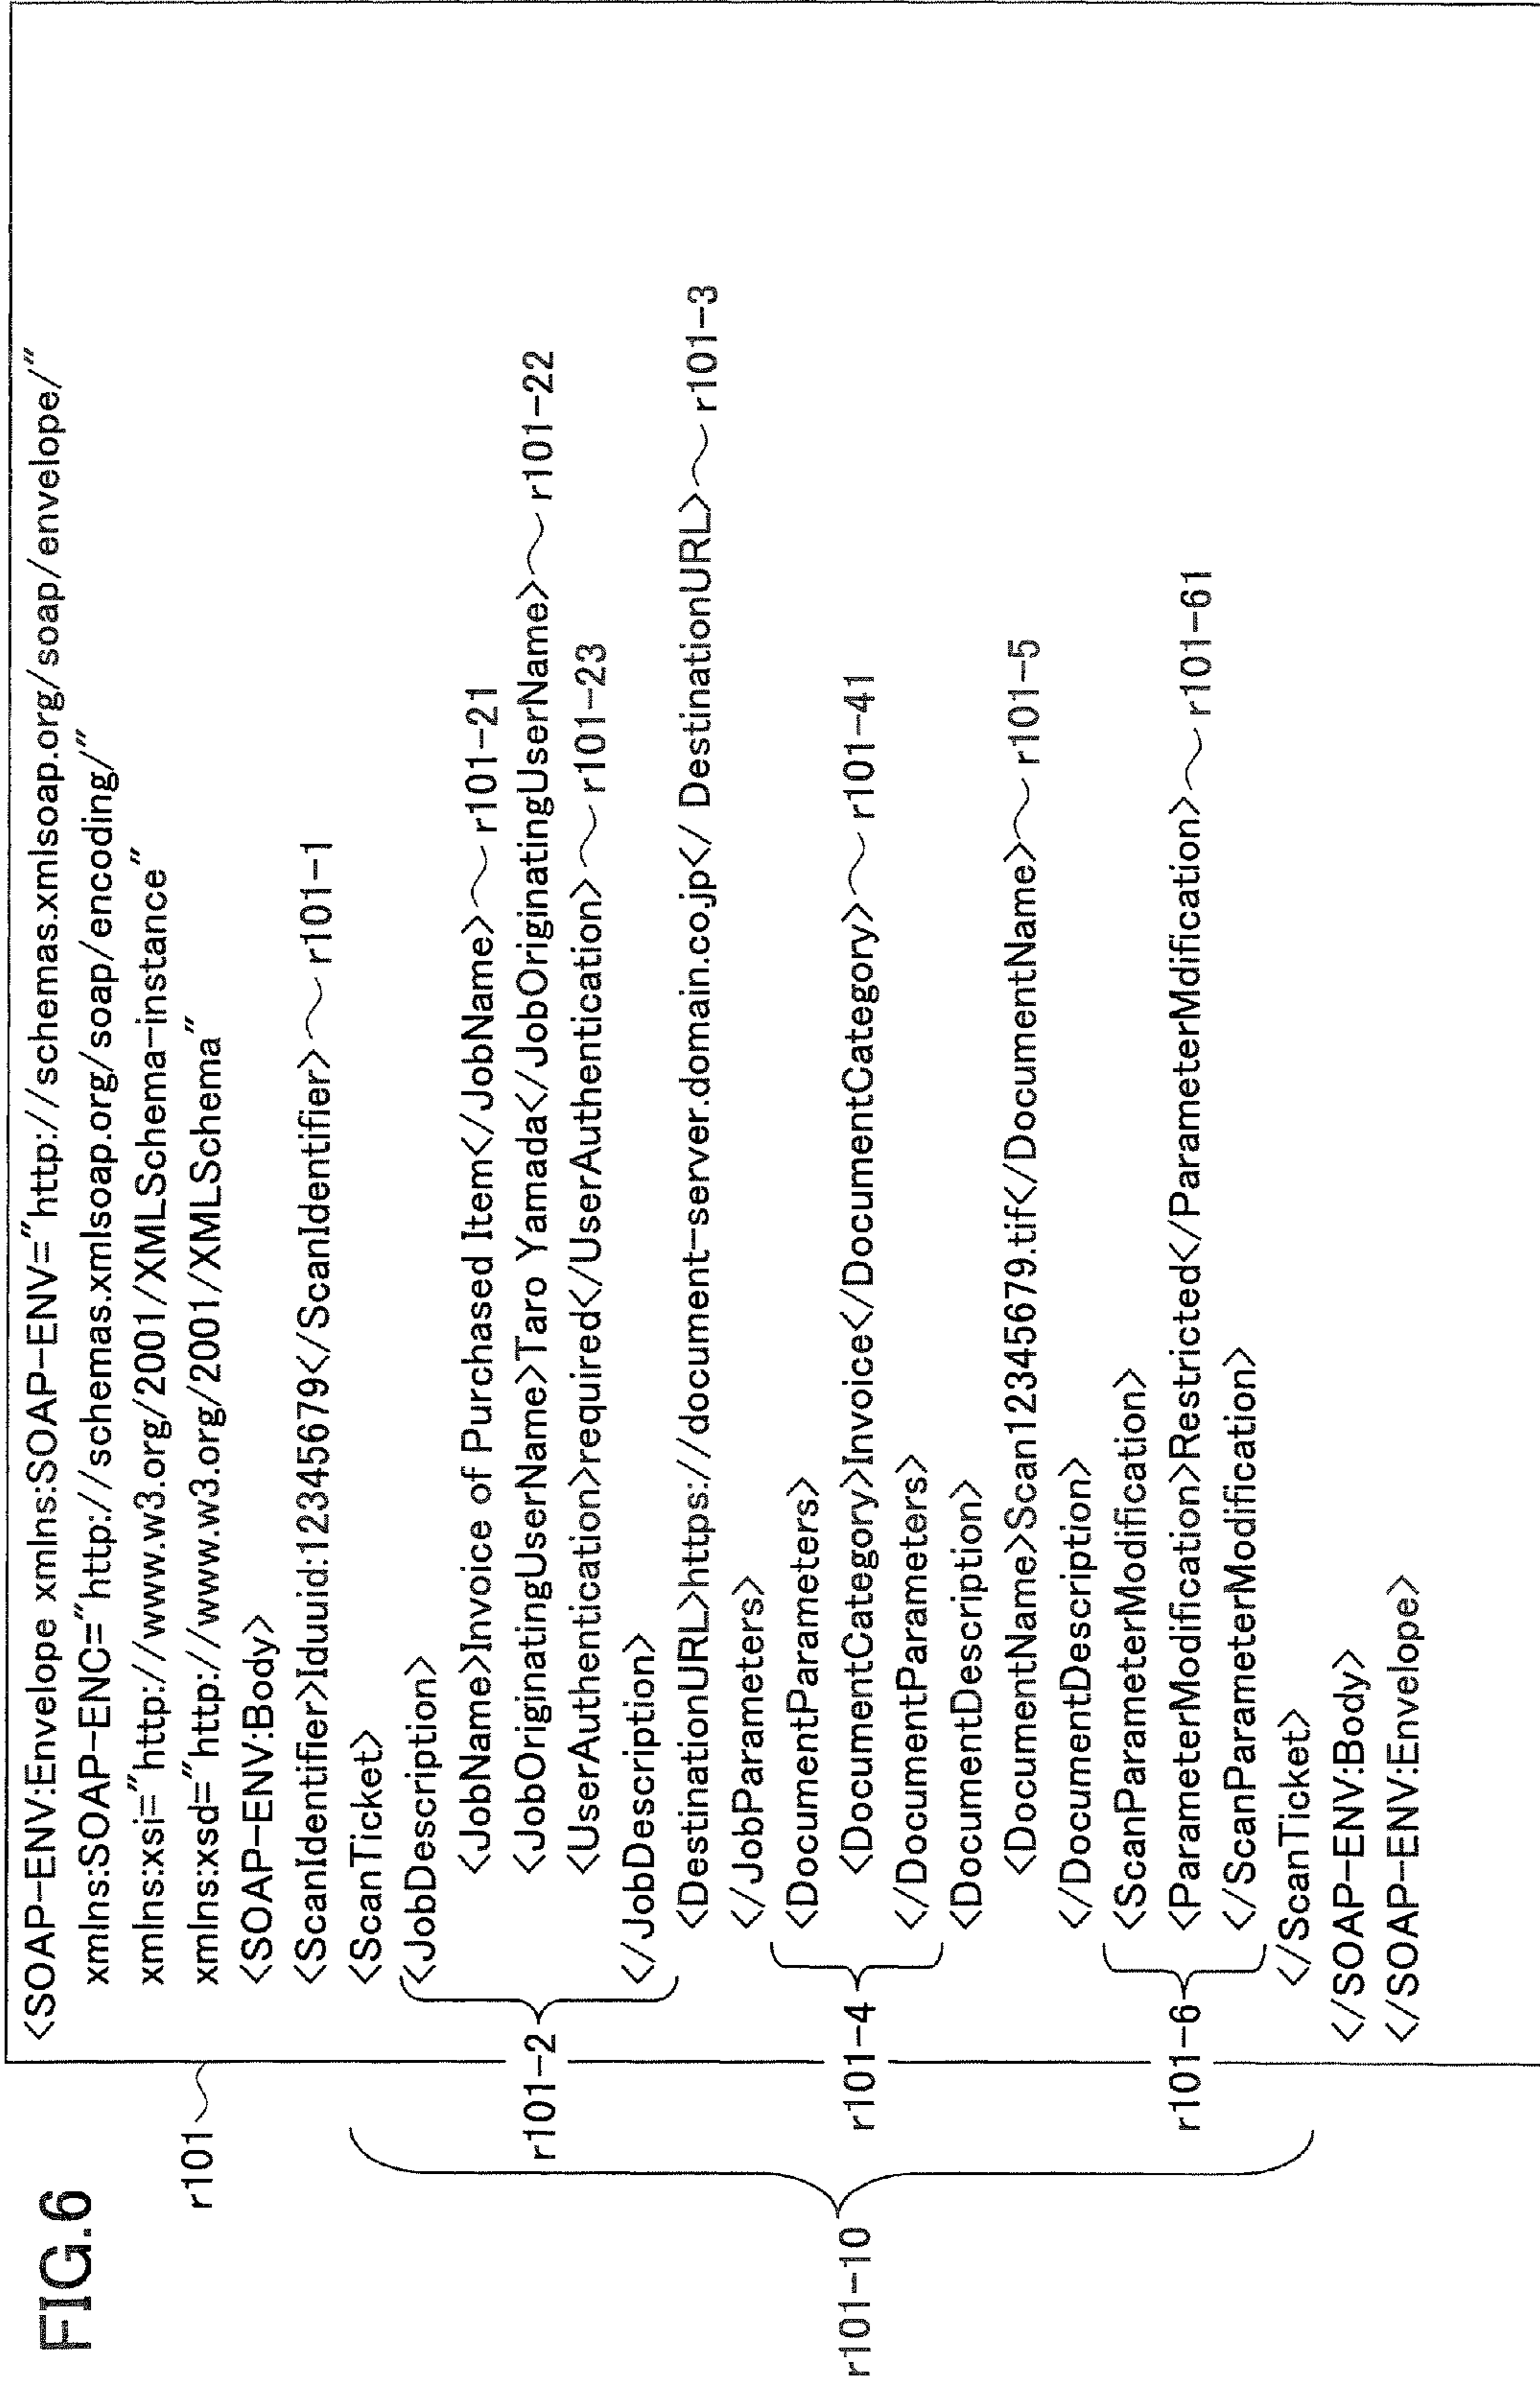 FIG.6
r101
<SOAP-ENV:Envelope xmlns:SOAP-ENV="http://schemas.xmlsoap.org/soap/envelope/"
xmlns:SOAP-ENC="http://schemas.xmlsoap.org/soap/encoding/"
xmlns:xsi="http://www.w3.org/2001/XMLSchema-instance"
xmlns:xsd="http://www.w3.org/2001/XMLSchema"
<SOAP-ENV:Body>
<ScanIdentifier>Iduuid:12345679</ScanIdentifier>~r101-1
<ScanTicket>
<JobDescription>
<JobName>Invoice of Purchased Item</JobName>~r101-21
r101-2
<JobOriginatingUserName>Taro Yamada</JobOriginatingUserName>~r101-22
<UserAuthentication>required</UserAuthentication>~r101-23
</JobDescription>
<DestinationURL>https://document-server.domain.cojp</ DestinationURL>~r101-3
</JobParameters>
<DocumentParameters>
r101-10
r101-4
<DocumentCategory>Invoice</DocumentCategory>~r101-41
</DocumentParameters>
<DocumentDescription>
<DocumentName>Scan12345679.tif</DocumentName>~r101-5
</DocumentDescription>
<ScanParameterModification>
r101-6
<ParameterModification>Restricted</ParameterMdification>~r101-61
</ScanParameterModification>
</ScanTicket>
</SOAP-ENV:Body>
</SOAP-ENV:Envelope>